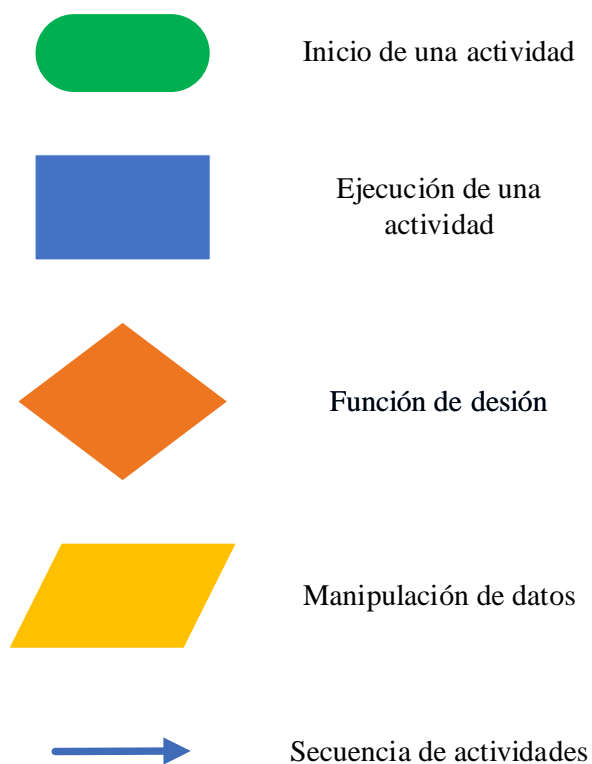 Inicio de una actividad
Ejecución de una
actividad
Función de desión
Manipulación de datos
Secuencia de actividades